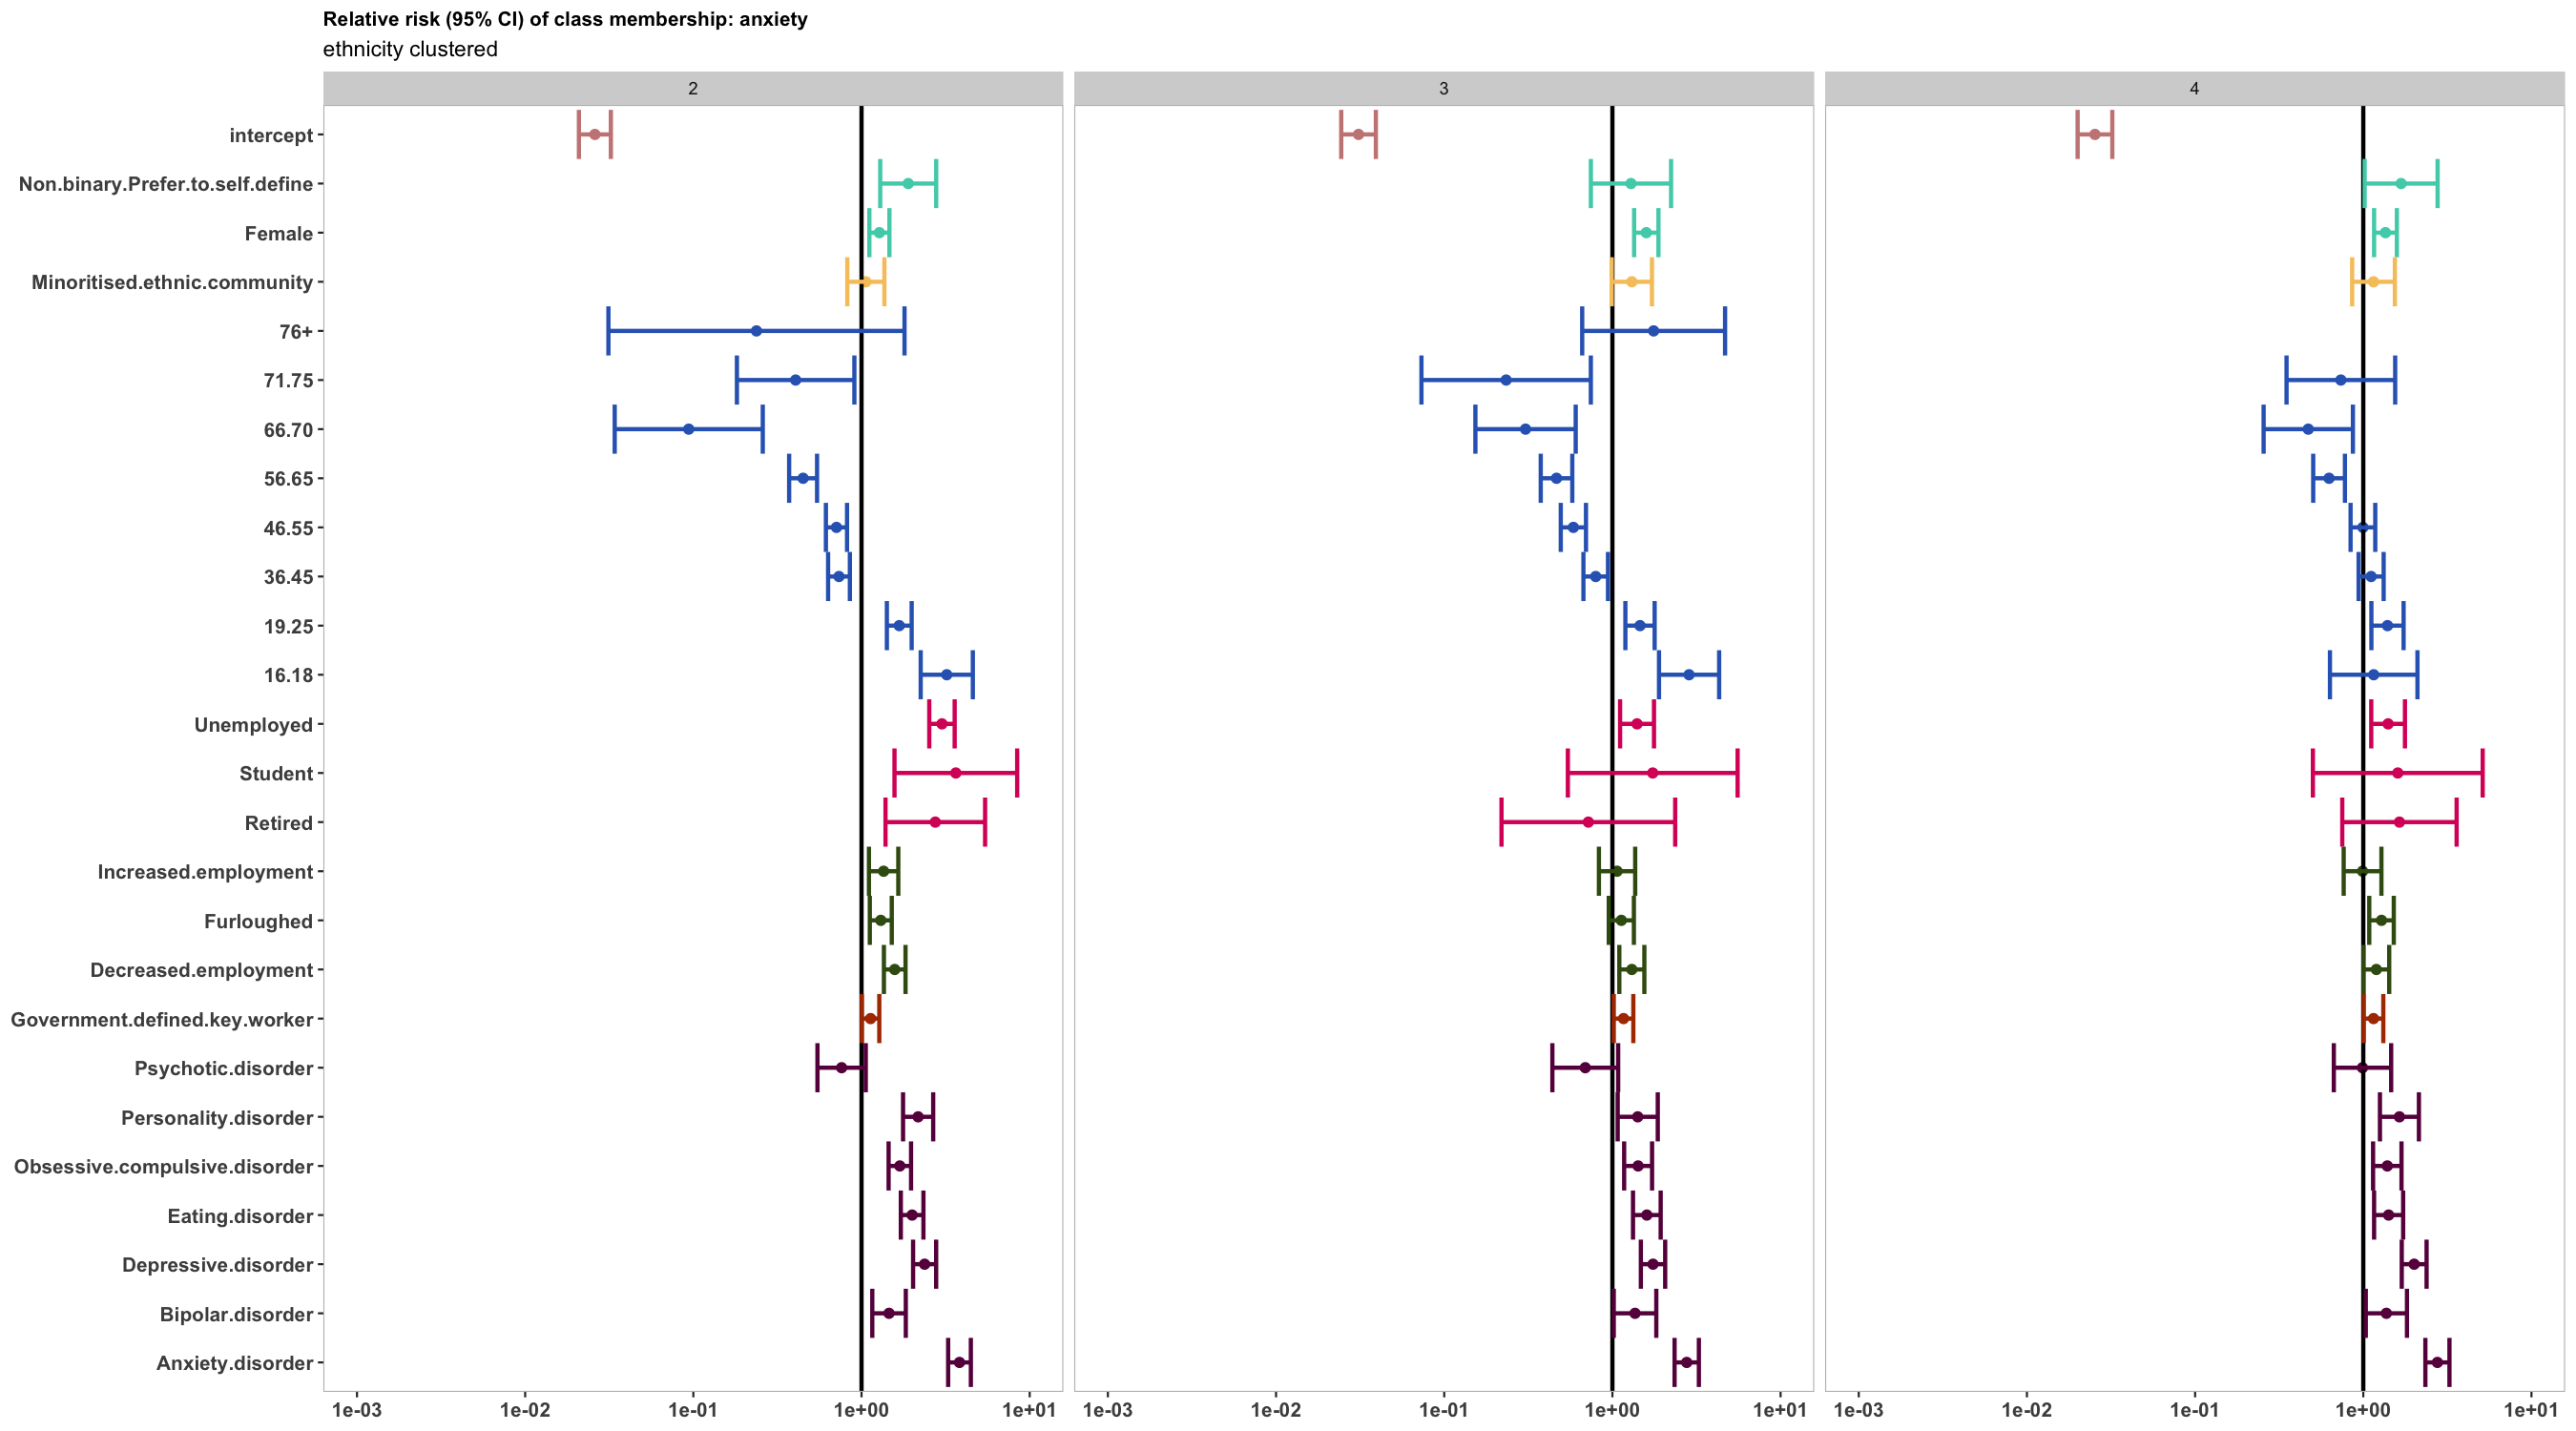 Relative risk (95% CI) of class membership: anxiety
ethnicity clustered
2 3 4
intercept
Non.binary.Prefer.to.self.define
Female
Minoritised.ethnic.community
76+
71.75
66.70
56.65
46.55
36.45
19.25
16.18
Unemployed
Student
Retired
Increased.employment
Furloughed
Decreased.employment
Government.defined.key.worker
Psychotic.disorder
Personality.disorder
Obsessive.compulsive.disorder
Eating.disorder
Depressive.disorder
Bipolar.disorder
Anxiety.disorder
1e-03 1e-02 1e-01 1e+00 1e+01 1e-03 1e-02 1e-01 1e+00 1e+01 1e-03 1e-02 1e-01 1e+00 1e+01